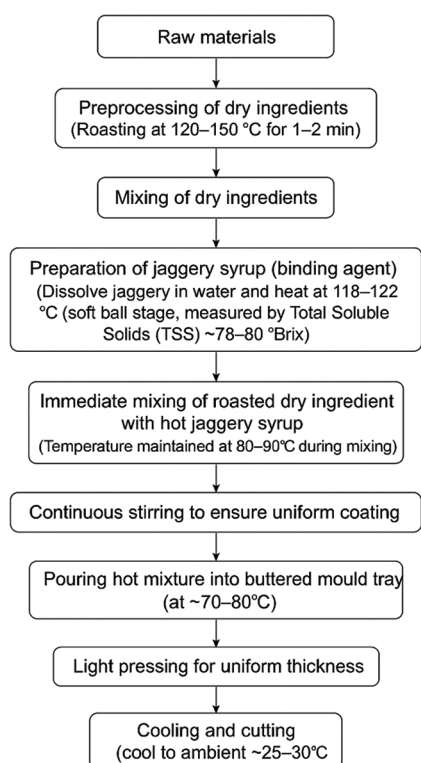 Raw materials
Preprocessing of dry ingredients
(Roasting at 120–150 °C for 1–2 min)
Mixing of dry ingredients
Preparation of jaggery syrup (binding agent)
(Dissolve jaggery in water and heat at 118–122
°C (soft ball stage, measured by Total Soluble
Solids (TSS) ~78–80 °Brix)
Immediate mixing of roasted dry ingredient
with hot jaggery syrup
(Temperature maintained at 80–90℃ during mixing)
Continuous stirring to ensure uniform coating
Pouring hot mixture into buttered mould tray
(at ~70–80℃)
Light pressing for uniform thickness
Cooling and cutting
(cool to ambient ~25–30℃